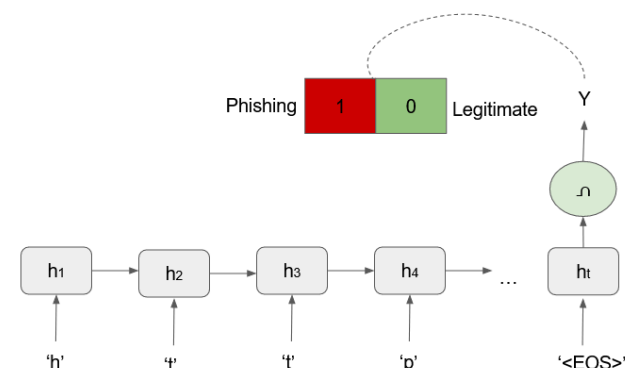 Phishing 1 0 Legitimate
Y
h1 h2 h3 h4 ... ht
'h' 't' 't' 'p' '<EOS>'